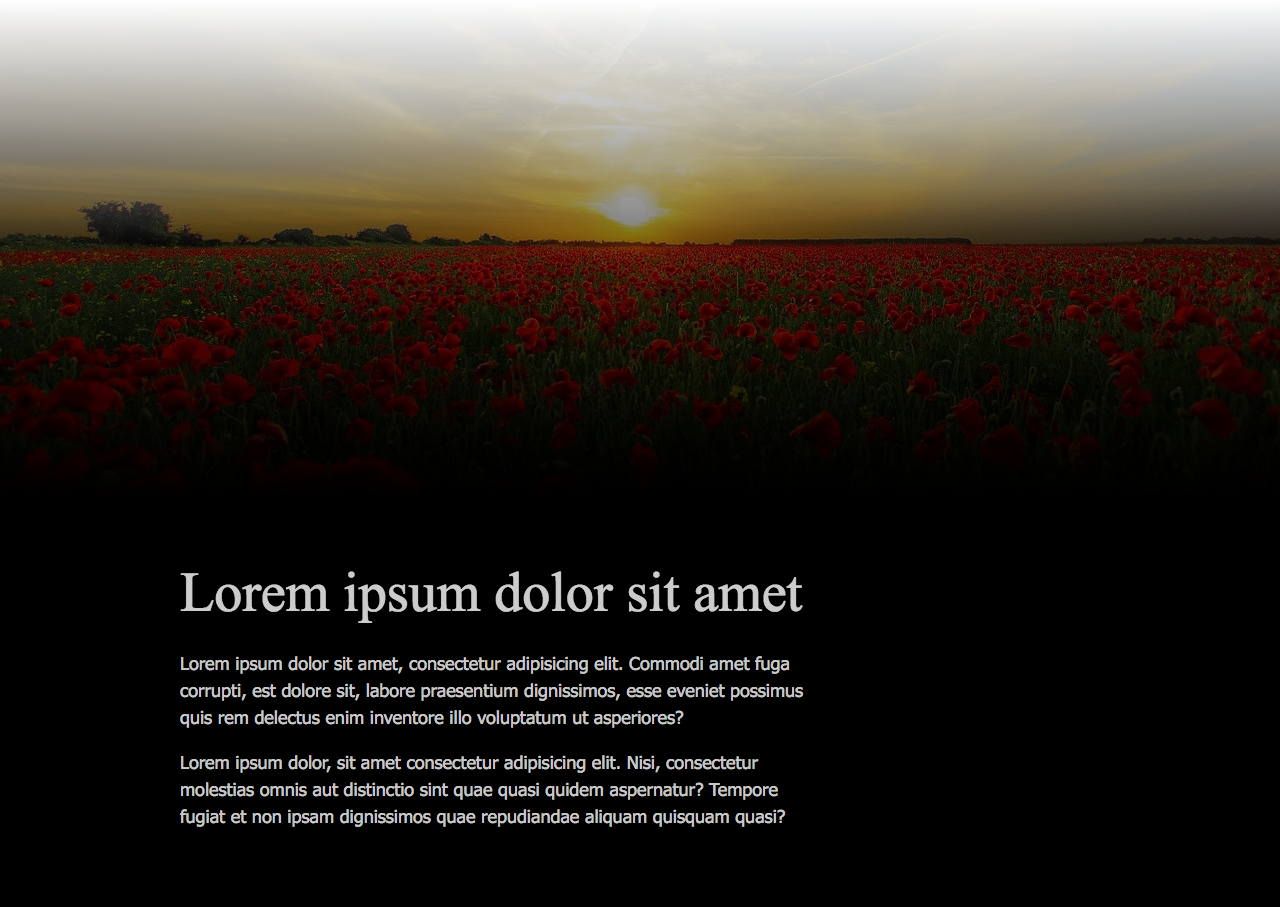 Lorem ipsum dolor sit amet
Lorem ipsum dolor sit amet, consectetur adipisicing elit. Commodi amet fuga
corrupti, est dolore sit, labore praesentium dignissimos, esse eveniet possimus
quis rem delectus enim inventore illo voluptatum ut asperiores?
Lorem ipsum dolor, sit amet consectetur adipisicing elit. Nisi, consectetur
molestias omnis aut distinctio sint quae quasi quidem aspernatur? Tempore
fugiat et non ipsam dignissimos quae repudiandae aliquam quisquam quasi?